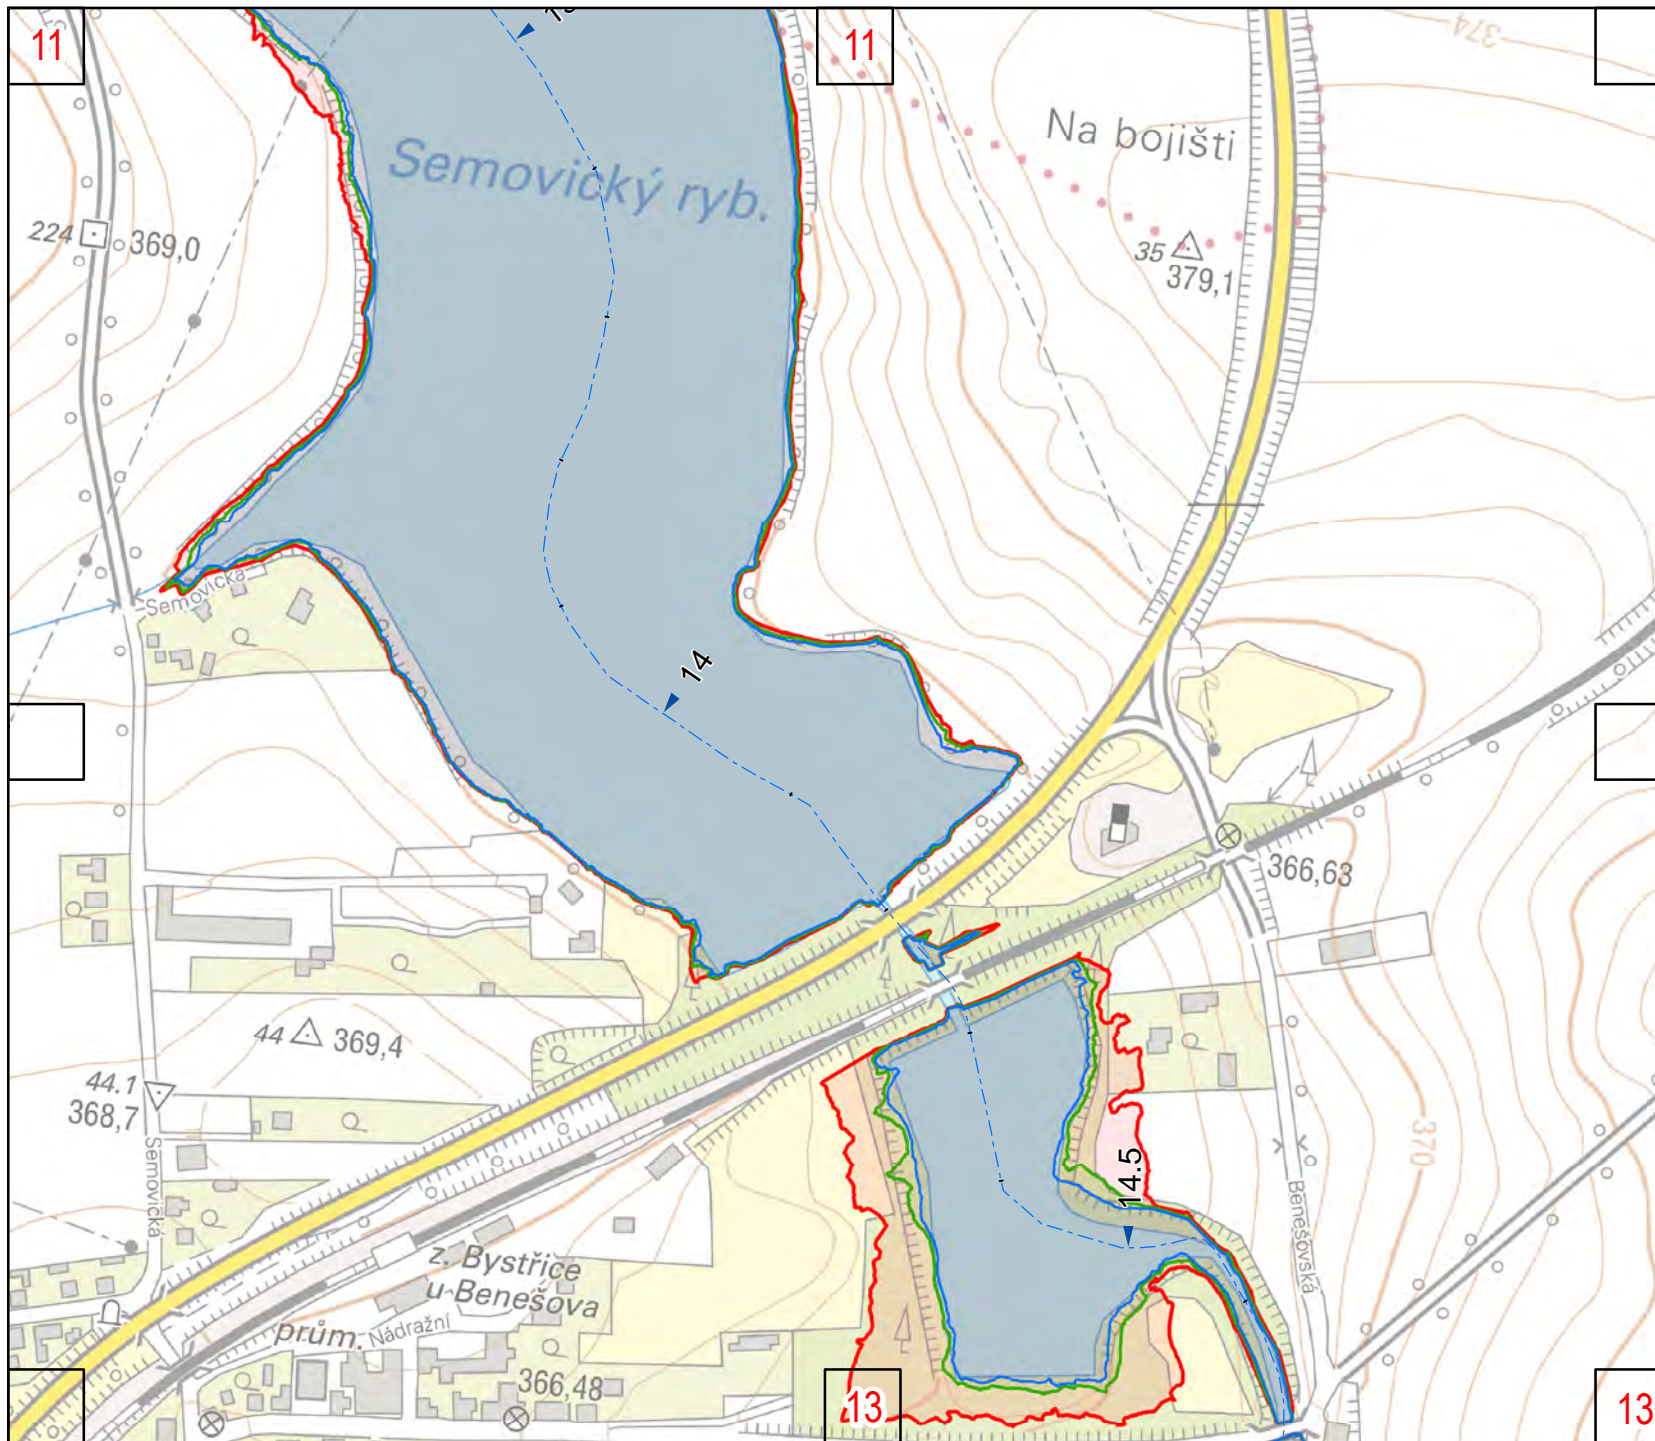 11
11
374
Na bojišti
Semovický ryb.
224
369,0
35
379,1
Semovická
14
366,63
44
369,4
44.1
368,7
370
14.5
Semovická
Benešovská
z. Bystřice
u Benešova
prům.
Nádražní
366,48
13
13